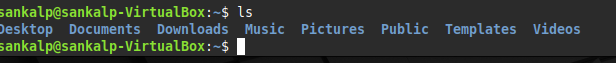 sankalp@sankalp-VirtualBox:~$ ls
Desktop Documents Downloads Music Pictures Public Templates Videos
sankalp@sankalp-VirtualBox:~$